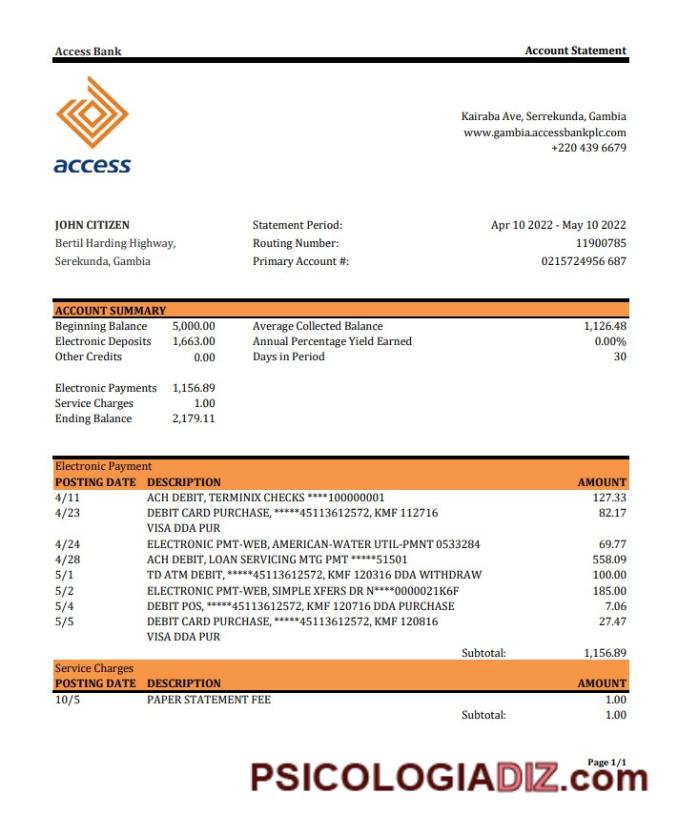 Access Bank Account Statement
access
Kairaba Ave, Serrekunda, Gambia
www.gambia.accessbankplc.com
+220 439 6679
JOHN CITIZEN Statement Period: Apr 10 2022 - May 10 2022
Bertil Harding Highway, Routing Number: 11900785
Serekunda, Gambia Primary Account #: 0215724956 687
ACCOUNT SUMMARY
Beginning Balance 5,000.00 Average Collected Balance 1,126.48
Electronic Deposits 1,663.00 Annual Percentage Yield Earned 0.00%
Other Credits 0.00 Days in Period 30
Electronic Payments 1,156.89
Service Charges 1.00
Ending Balance 2,179.11
Electronic Payment
POSTING DATE DESCRIPTION AMOUNT
4/11 ACH DEBIT, TERMINIX CHECKS ****100000001 127.33
4/23 DEBIT CARD PURCHASE, *****45113612572, KMF 112716 82.17
VISA DDA PUR
4/24 ELECTRONIC PMT-WEB, AMERICAN-WATER UTIL-PMNT 0533284 69.77
4/28 ACH DEBIT, LOAN SERVICING MTG PMT *****51501 558.09
5/1 TD ATM DEBIT, *****45113612572, KMF 120316 DDA WITHDRAW 100.00
5/2 ELECTRONIC PMT-WEB, SIMPLE XFERS DR N****0000021K6F 185.00
5/4 DEBIT POS, *****45113612572, KMF 120716 DDA PURCHASE 7.06
5/5 DEBIT CARD PURCHASE, *****45113612572, KMF 120816 27.47
VISA DDA PUR
Subtotal: 1,156.89
Service Charges
POSTING DATE DESCRIPTION AMOUNT
10/5 PAPER STATEMENT FEE 1.00
Subtotal: 1.00
Page 1/1
PSICOLOGIADIZ.com